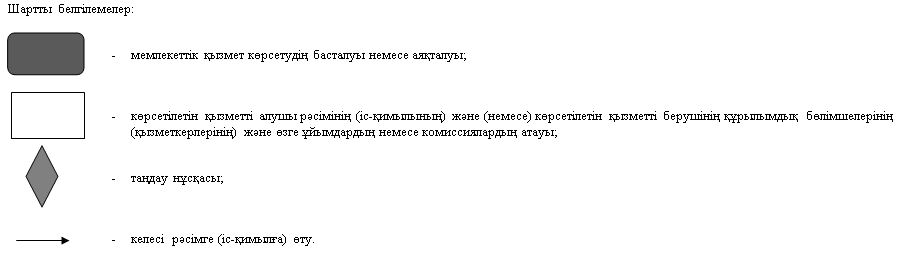 Шартты белгілемелер:
- мемлекеттік қызмет көрсетудің басталуы немесе аяқталуы;
- көрсетілетін қызметті алушы рәсімінің (іс-қимылының) және (немесе) көрсетілетін қызметті берушінің құрылымдық бөлімшелерінің
(қызметкерлерінің) және өзге ұйымдардың немесе комиссиялардың атауы;
- таңдау нұсқасы;
- келесі рәсімге (іс-қимылға) өту.